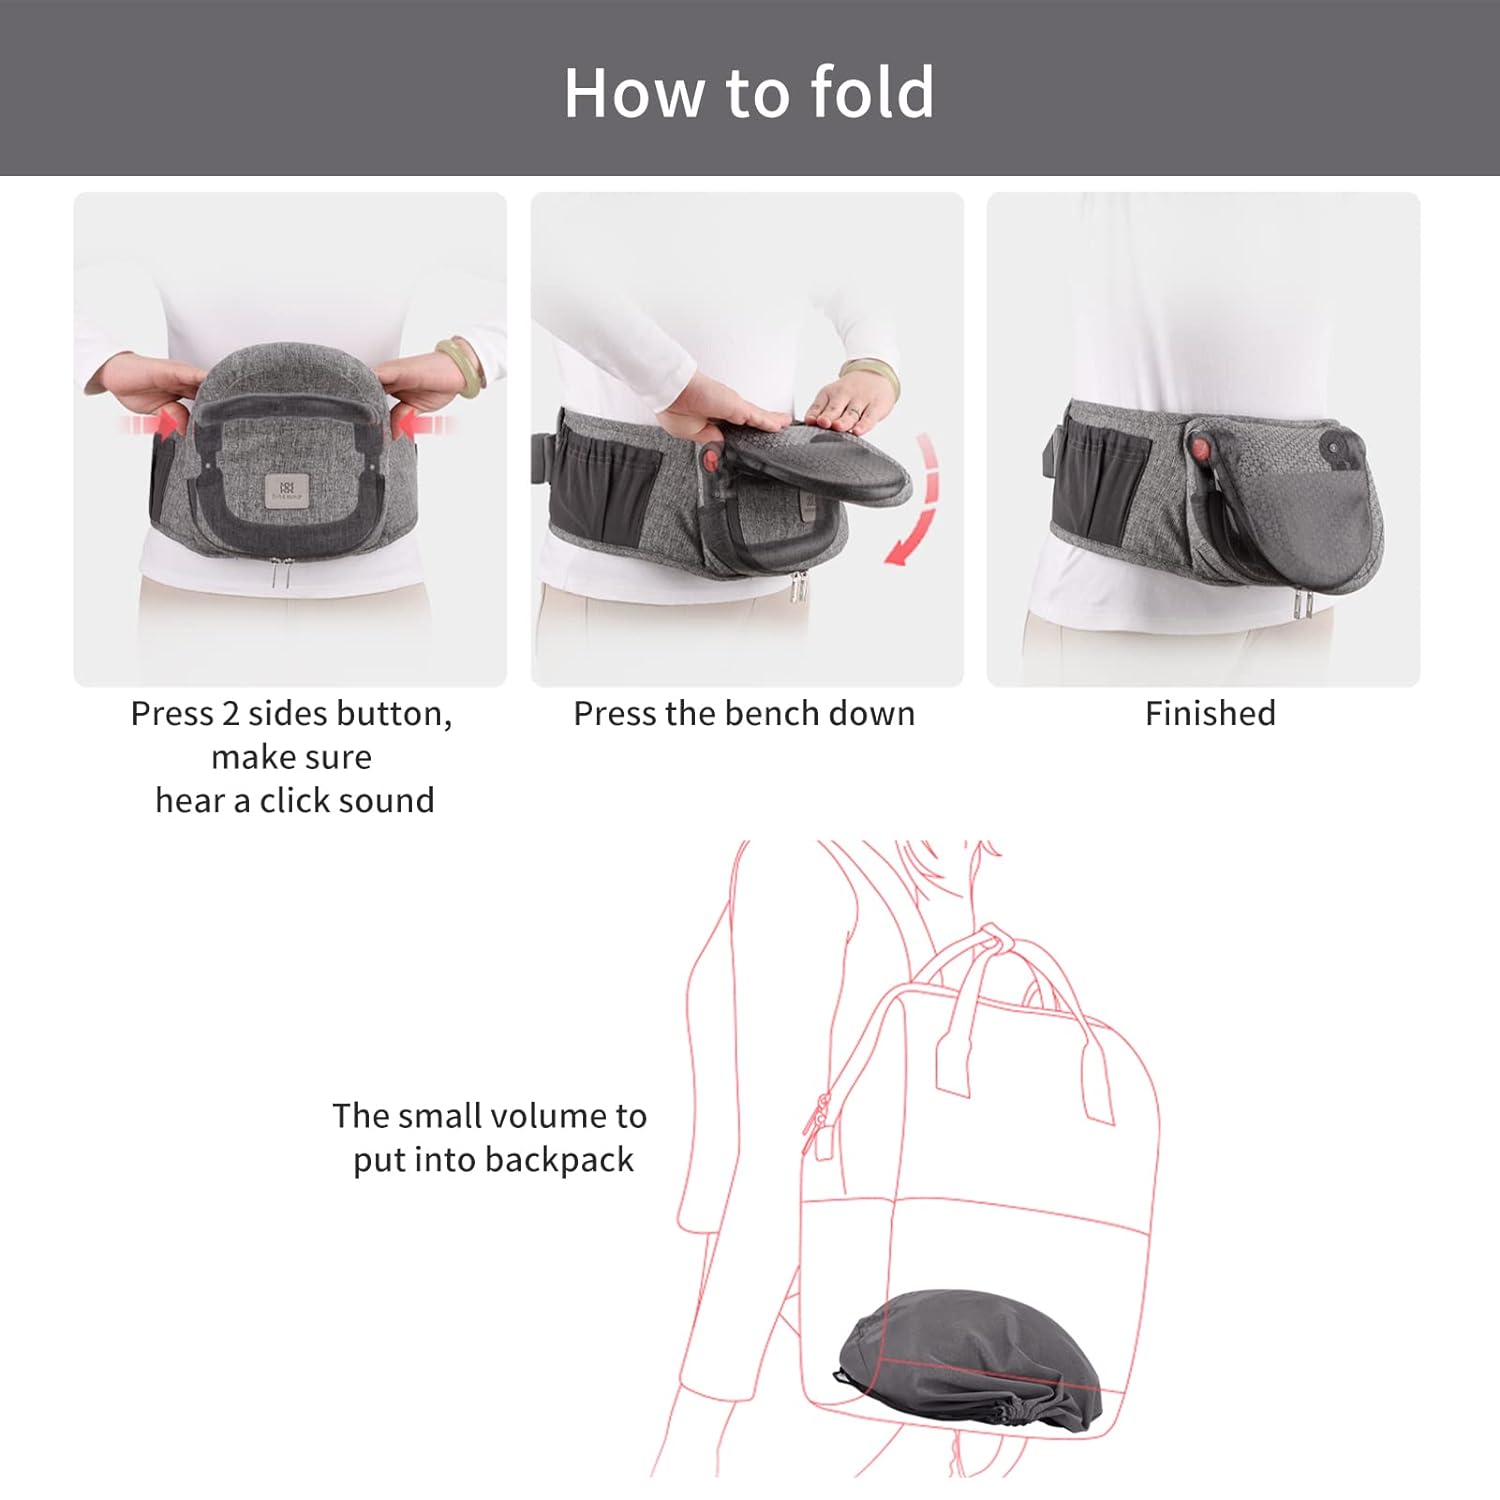 How to fold
Press 2 sides button,
make sure
hear a click sound
Press the bench down
Finished
The small volume to
put into backpack